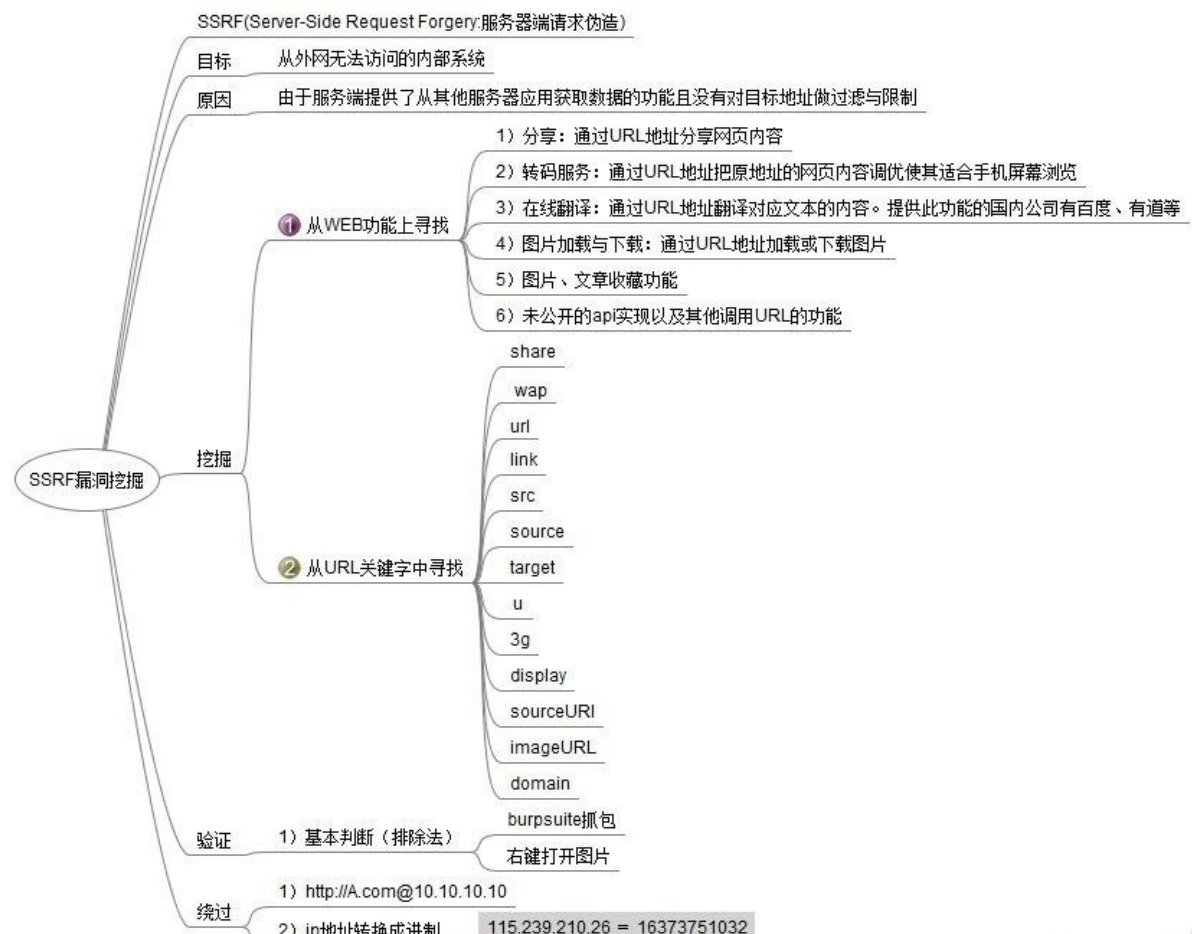 SSRF(Server-Side Request Forgery:服务器端请求伪造)
目标
从外网无法访问的内部系统
原因
由于服务端提供了从其他服务器应用获取数据的功能且没有对目标地址做过滤与限制
SSRF漏洞挖掘
挖掘
1 从WEB功能上寻找
1）分享：通过URL地址分享网页内容
2）转码服务：通过URL地址把原地址的网页内容调优使其适合手机屏幕浏览
3）在线翻译：通过URL地址翻译对应文本的内容。提供此功能的国内公司有百度、有道等
4）图片加载与下载：通过URL地址加载或下载图片
5）图片、文章收藏功能
6）未公开的api实现以及其他调用URL的功能
2 从URL关键字中寻找
share
wap
url
link
src
source
target
u
3g
display
sourceURl
imageURL
domain
验证
1）基本判断（排除法）
burpsuite抓包
右键打开图片
绕过
1）http://A.com@10.10.10.10
2）ip地址转换成进制
115.239.210.26 = 16373751032